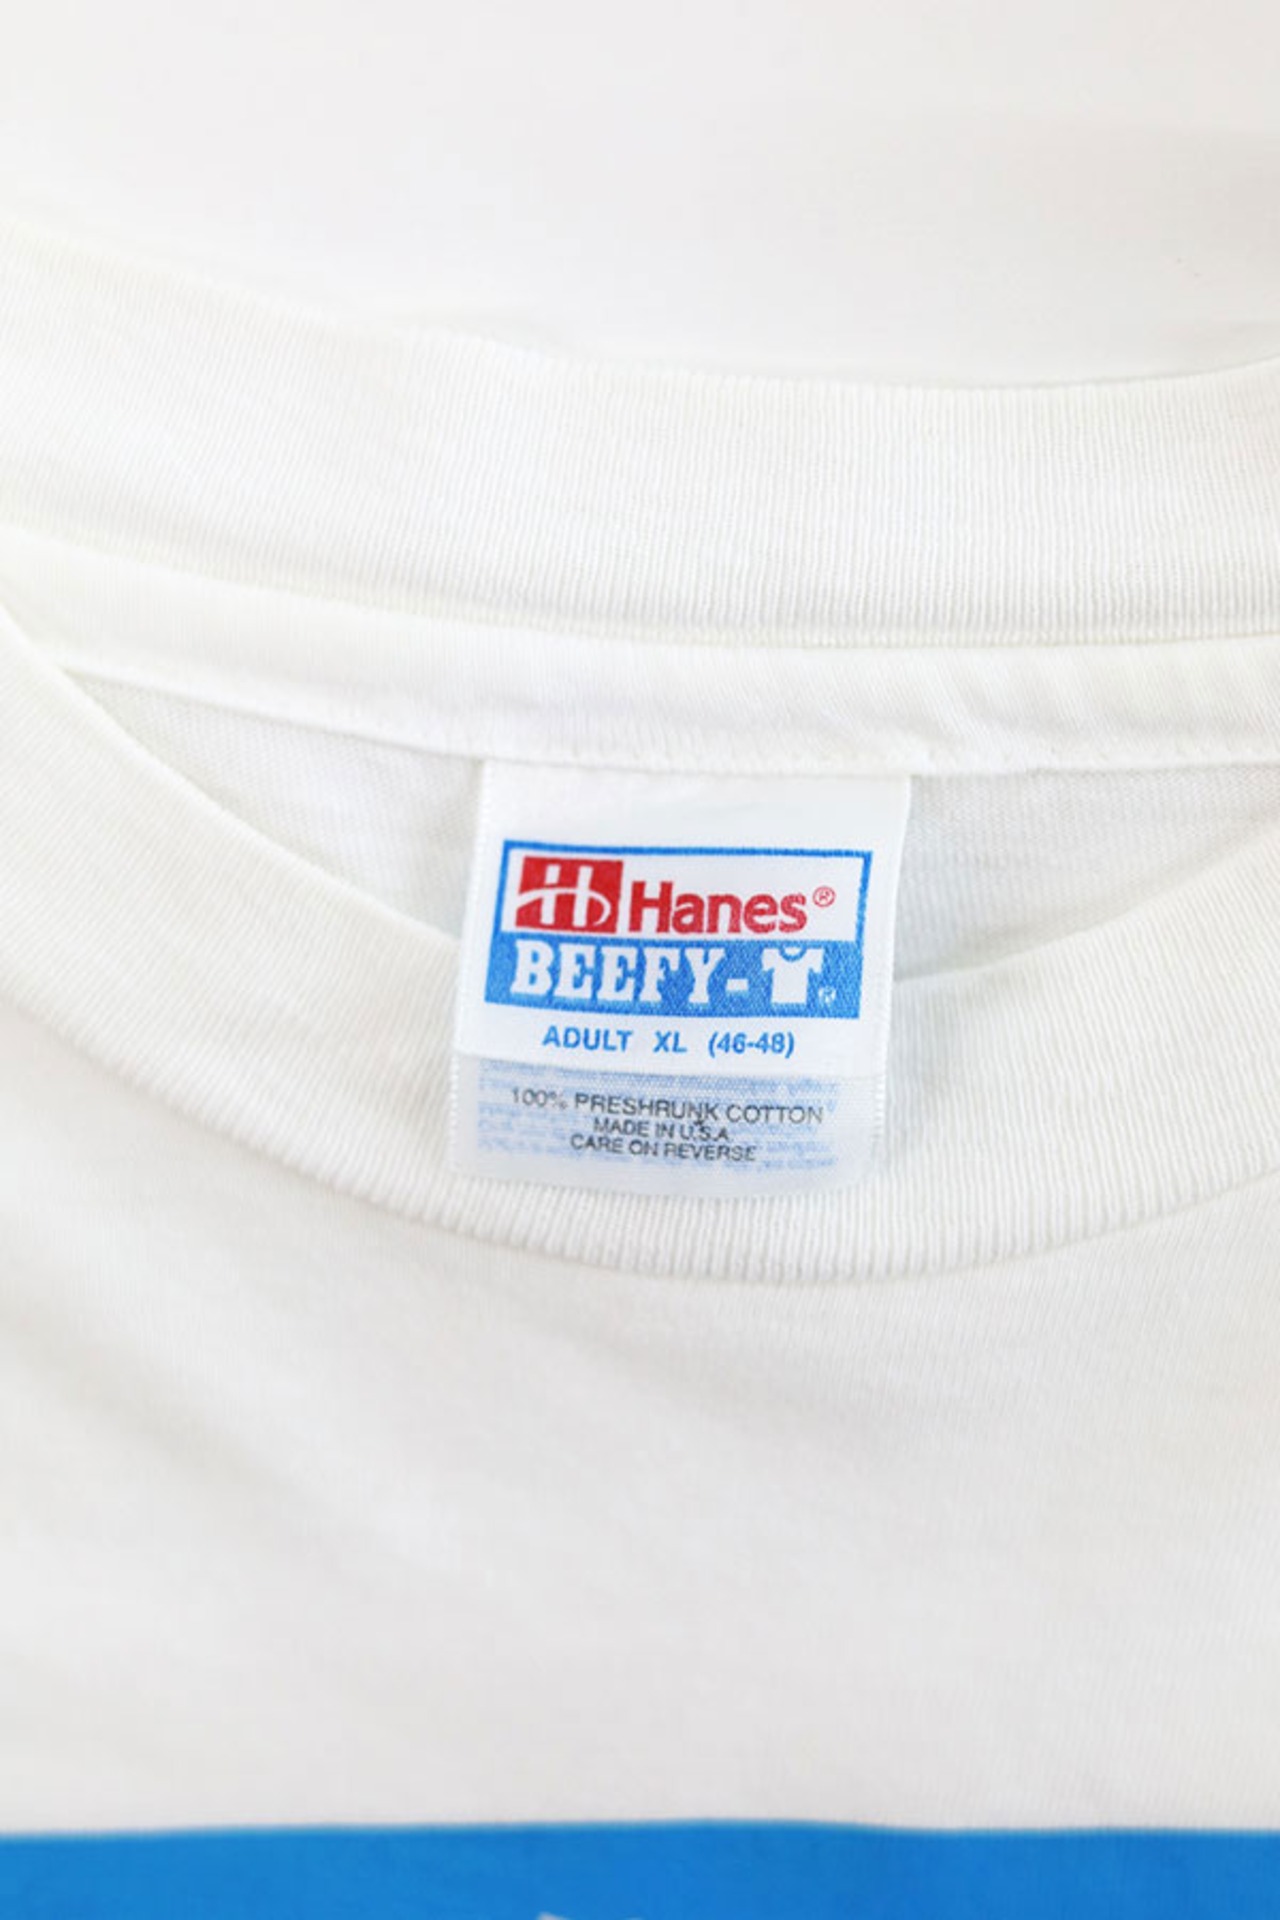 Hanes®
BEEFY-T®
ADULT XL (46-48)
100% PRESHRUNK COTTON
MADE IN U.S.A.
CARE ON REVERSE